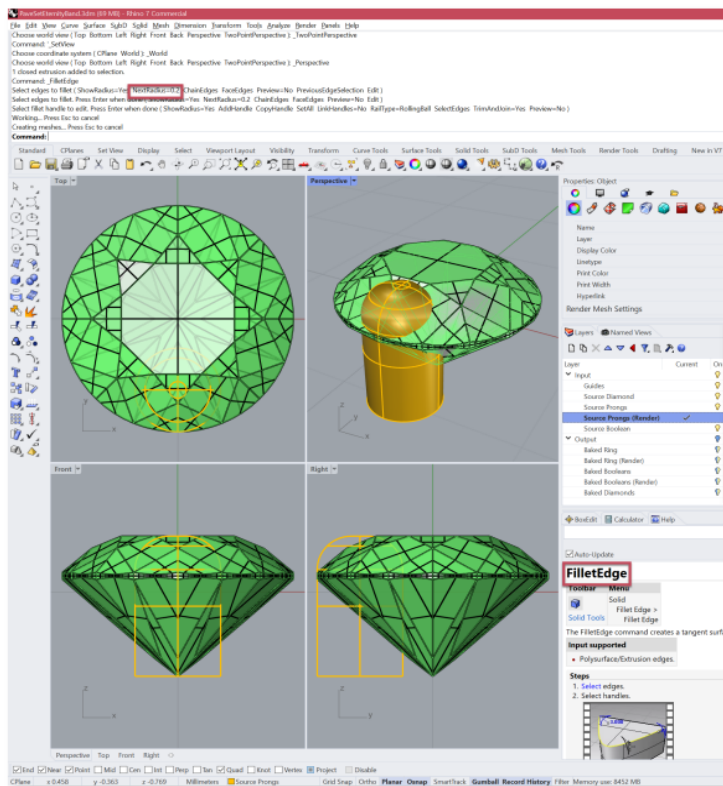 PaveSetEternityBand.3dm (69 MB) - Rhino 7 Commercial
File Edit View Curve Surface SubD Solid Mesh Dimension Transform Tools Analyze Render Panels Help
Choose world view ( Top Bottom Left Right Front Back Perspective TwoPointPerspective ): _TwoPointPerspective
Command: '_SetView
Choose coordinate system ( CPlane World ): _World
Choose world view ( Top Bottom Left Right Front Back Perspective TwoPointPerspective ): _Perspective
1 closed extrusion added to selection.
Command: _FilletEdge
Select edges to fillet ( ShowRadius=Yes NextRadius=0.2 ChainEdges FaceEdges Preview=No PreviousEdgeSelection Edit )
Select edges to fillet. Press Enter when done ( ShowRadius=Yes NextRadius=0.2 ChainEdges FaceEdges Preview=No Edit )
Select fillet handle to edit. Press Enter when done ( ShowRadius=Yes AddHandle CopyHandle SetAll LinkHandles=No RailType=RollingBall SelectEdges TrimAndJoin=Yes Preview=No )
Working... Press Esc to cancel
Creating meshes... Press Esc to cancel
Command:
Standard CPlanes Set View Display Select Viewport Layout Visibility Transform Curve Tools Surface Tools Solid Tools SubD Tools Mesh Tools Render Tools Drafting New in V7
Top
Perspective
Properties: Object
Name
Layer
Display Color
Linetype
Print Color
Print Width
Hyperlink
Render Mesh Settings
Layers Named Views
Layer Current On
Input
Guides
Source Diamond
Source Prongs
Source Prongs (Render)
Source Boolean
Output
Baked Ring
Baked Ring (Render)
Baked Booleans
Baked Booleans (Render)
Baked Diamonds
y
x
z
y
x
Front
Right
BoxEdit Calculator Help
Auto-Update
FilletEdge
Toolbar Menu
Solid Tools
Solid
Fillet Edge >
Fillet Edge
The FilletEdge command creates a tangent surf
Input supported
• Polysurface/Extrusion edges.
Steps
1. Select edges.
2. Select handles.
z
x
z
y
Perspective Top Front Right
End Near Point Mid Cen Int Perp Tan Quad Knot Vertex Project Disable
CPlane x 0.458 y -0.363 z -0.769 Millimeters Source Prongs Grid Snap Ortho Planar Osnap SmartTrack Gumball Record History Filter Memory use: 8452 MB